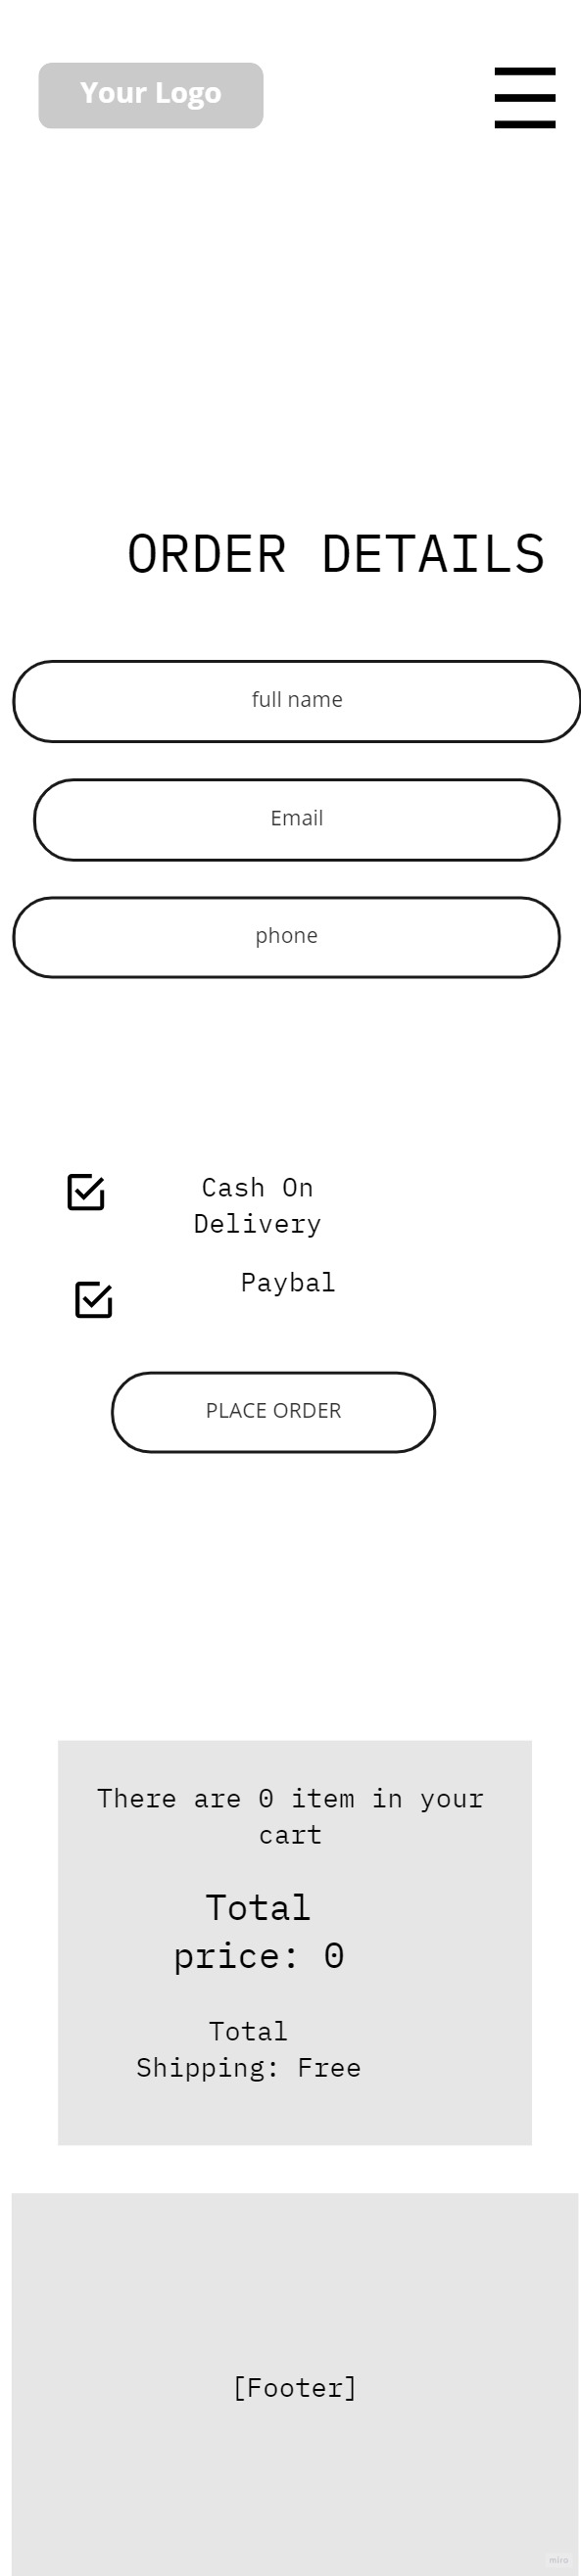 Your Logo
ORDER DETAILS
full name
Email
phone
Cash On
Delivery
Paybal
PLACE ORDER
There are 0 item in your
cart
Total
price: 0
Total
Shipping: Free
[Footer]
miro